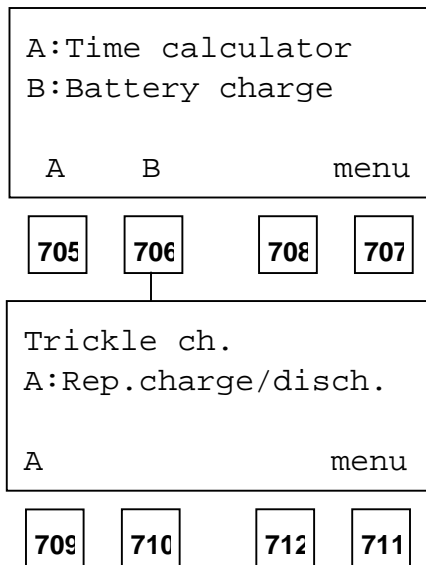 A:Time calculator
B:Battery charge
A B menu
705 706 708 707
Trickle ch.
A:Rep.charge/disch.
A menu
709 710 712 711